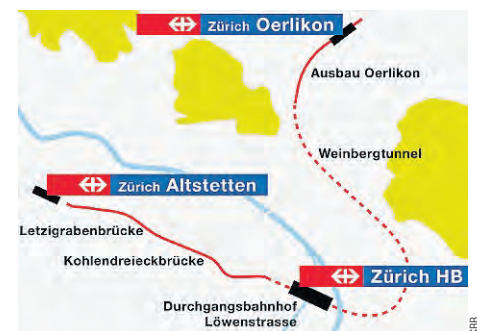 Zürich Oerlikon
Ausbau Oerlikon
Weinbergtunnel
Zürich Altstetten
Letzigrabenbrücke
Kohlendreieckbrücke
Zürich HB
Durchgangsbahnhof
Löwenstrasse